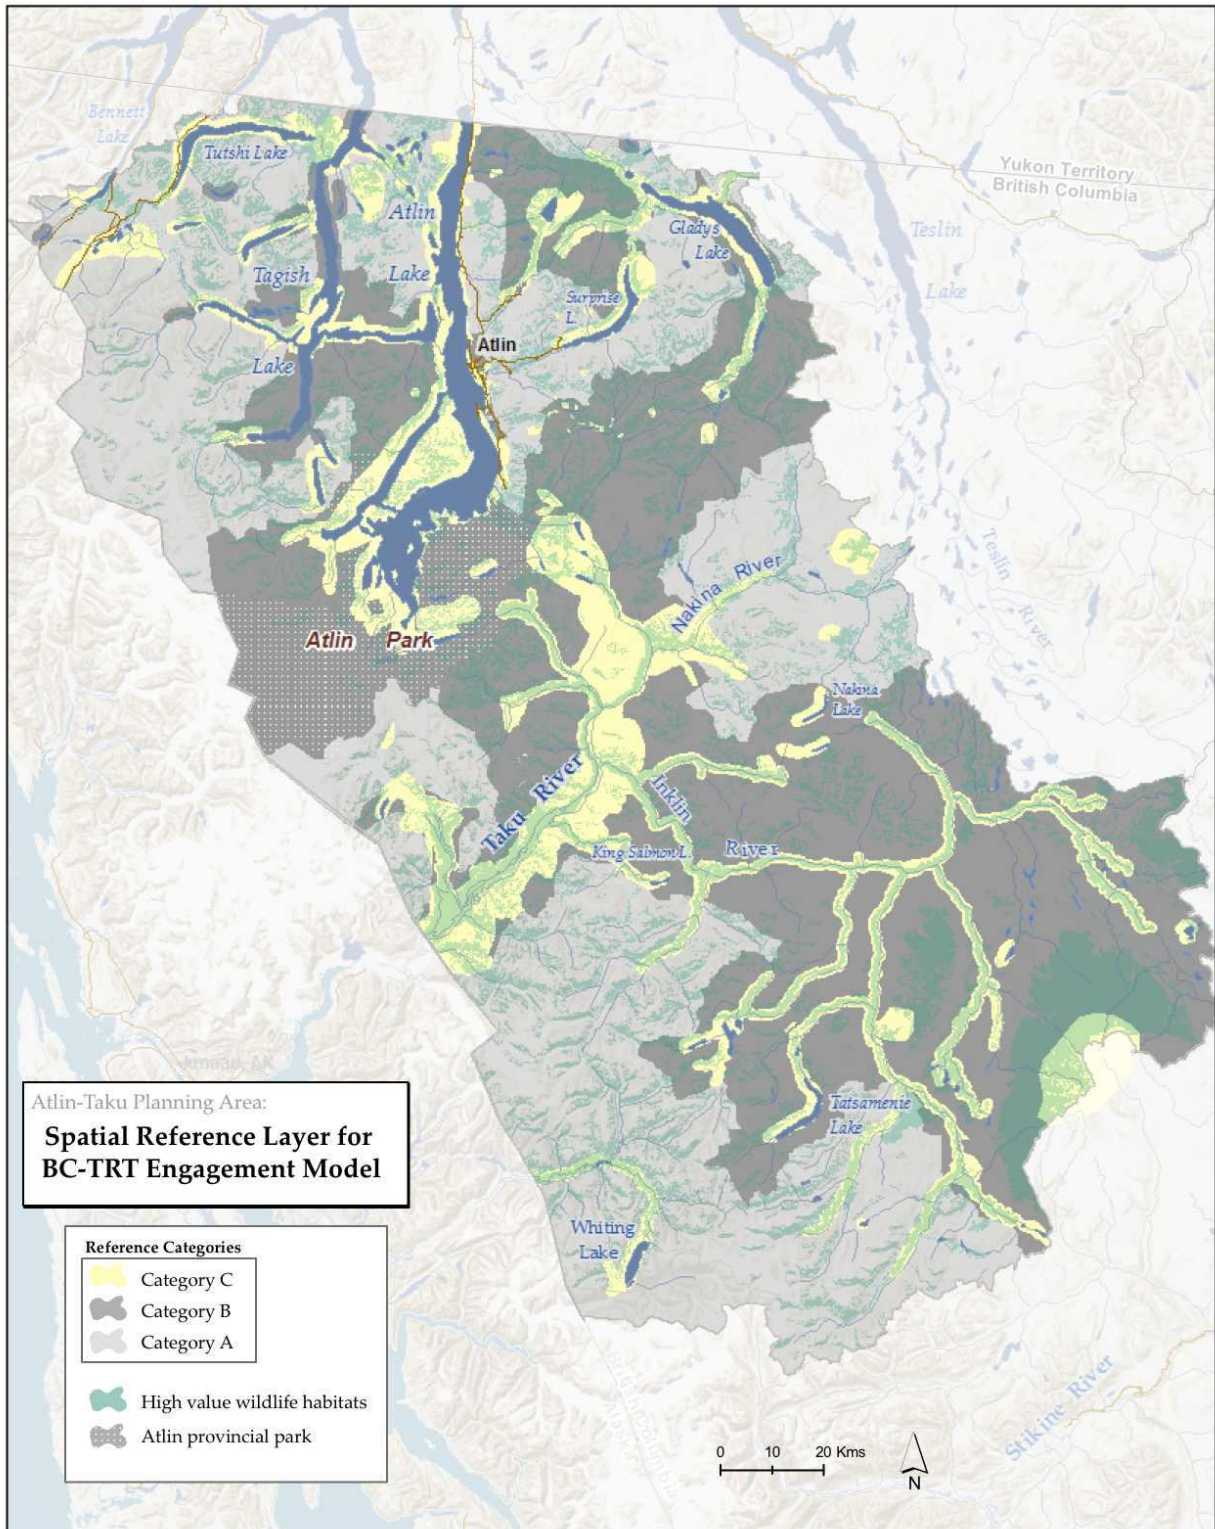 Bennett
Lake
Tutshi Lake
Yukon Territory
British Columbia
Atlin
Lake
Gladys
Lake
Teslin
Lake
Tagish
Lake
Surprise
L.
Atlin
Teslin
River
Nakina River
Atlin Park
Nakina
Lake
Taku River
Inklin
River
King Salmon L.
Juneau, AK
Tatsamenie
Lake
Whiting
Lake
Stikine River
Atlin-Taku Planning Area:
Spatial Reference Layer for
BC-TRT Engagement Model
Reference Categories
Category C
Category B
Category A
High value wildlife habitats
Atlin provincial park
0 10 20 Kms
N